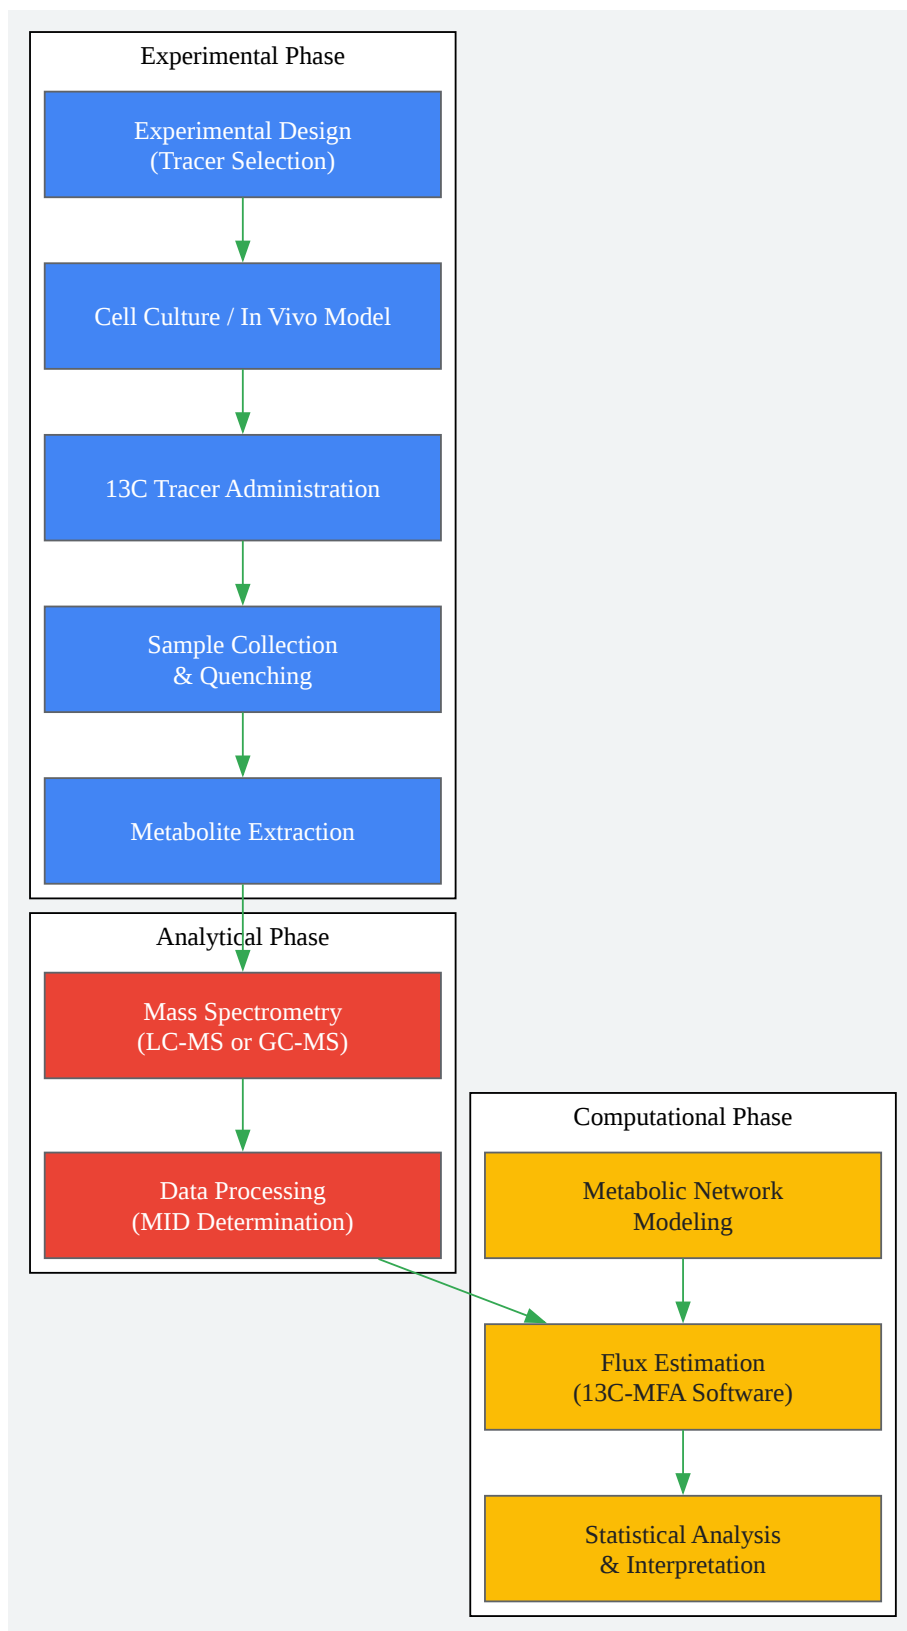 Experimental Phase
Experimental Design
(Tracer Selection)
Cell Culture / In Vivo Model
13C Tracer Administration
Sample Collection
& Quenching
Metabolite Extraction
Analytical Phase
Mass Spectrometry
(LC-MS or GC-MS)
Data Processing
(MID Determination)
Computational Phase
Metabolic Network
Modeling
Flux Estimation
(13C-MFA Software)
Statistical Analysis
& Interpretation